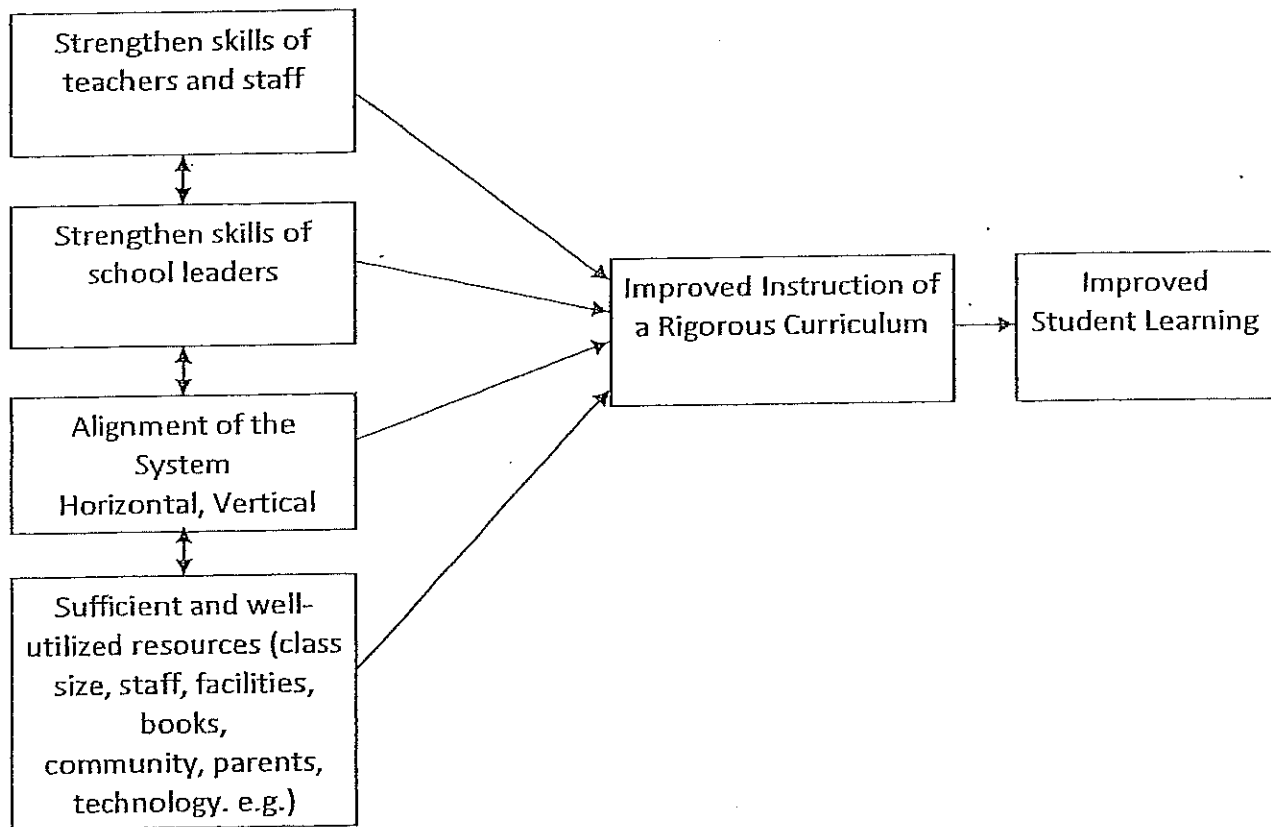 Strengthen skills of
teachers and staff
Strengthen skills of
school leaders
Alignment of the
System
Horizontal, Vertical
Sufficient and well-
utilized resources (class
size, staff, facilities,
books,
community, parents,
technology. e.g.)
Improved Instruction of
a Rigorous Curriculum
Improved
Student Learning